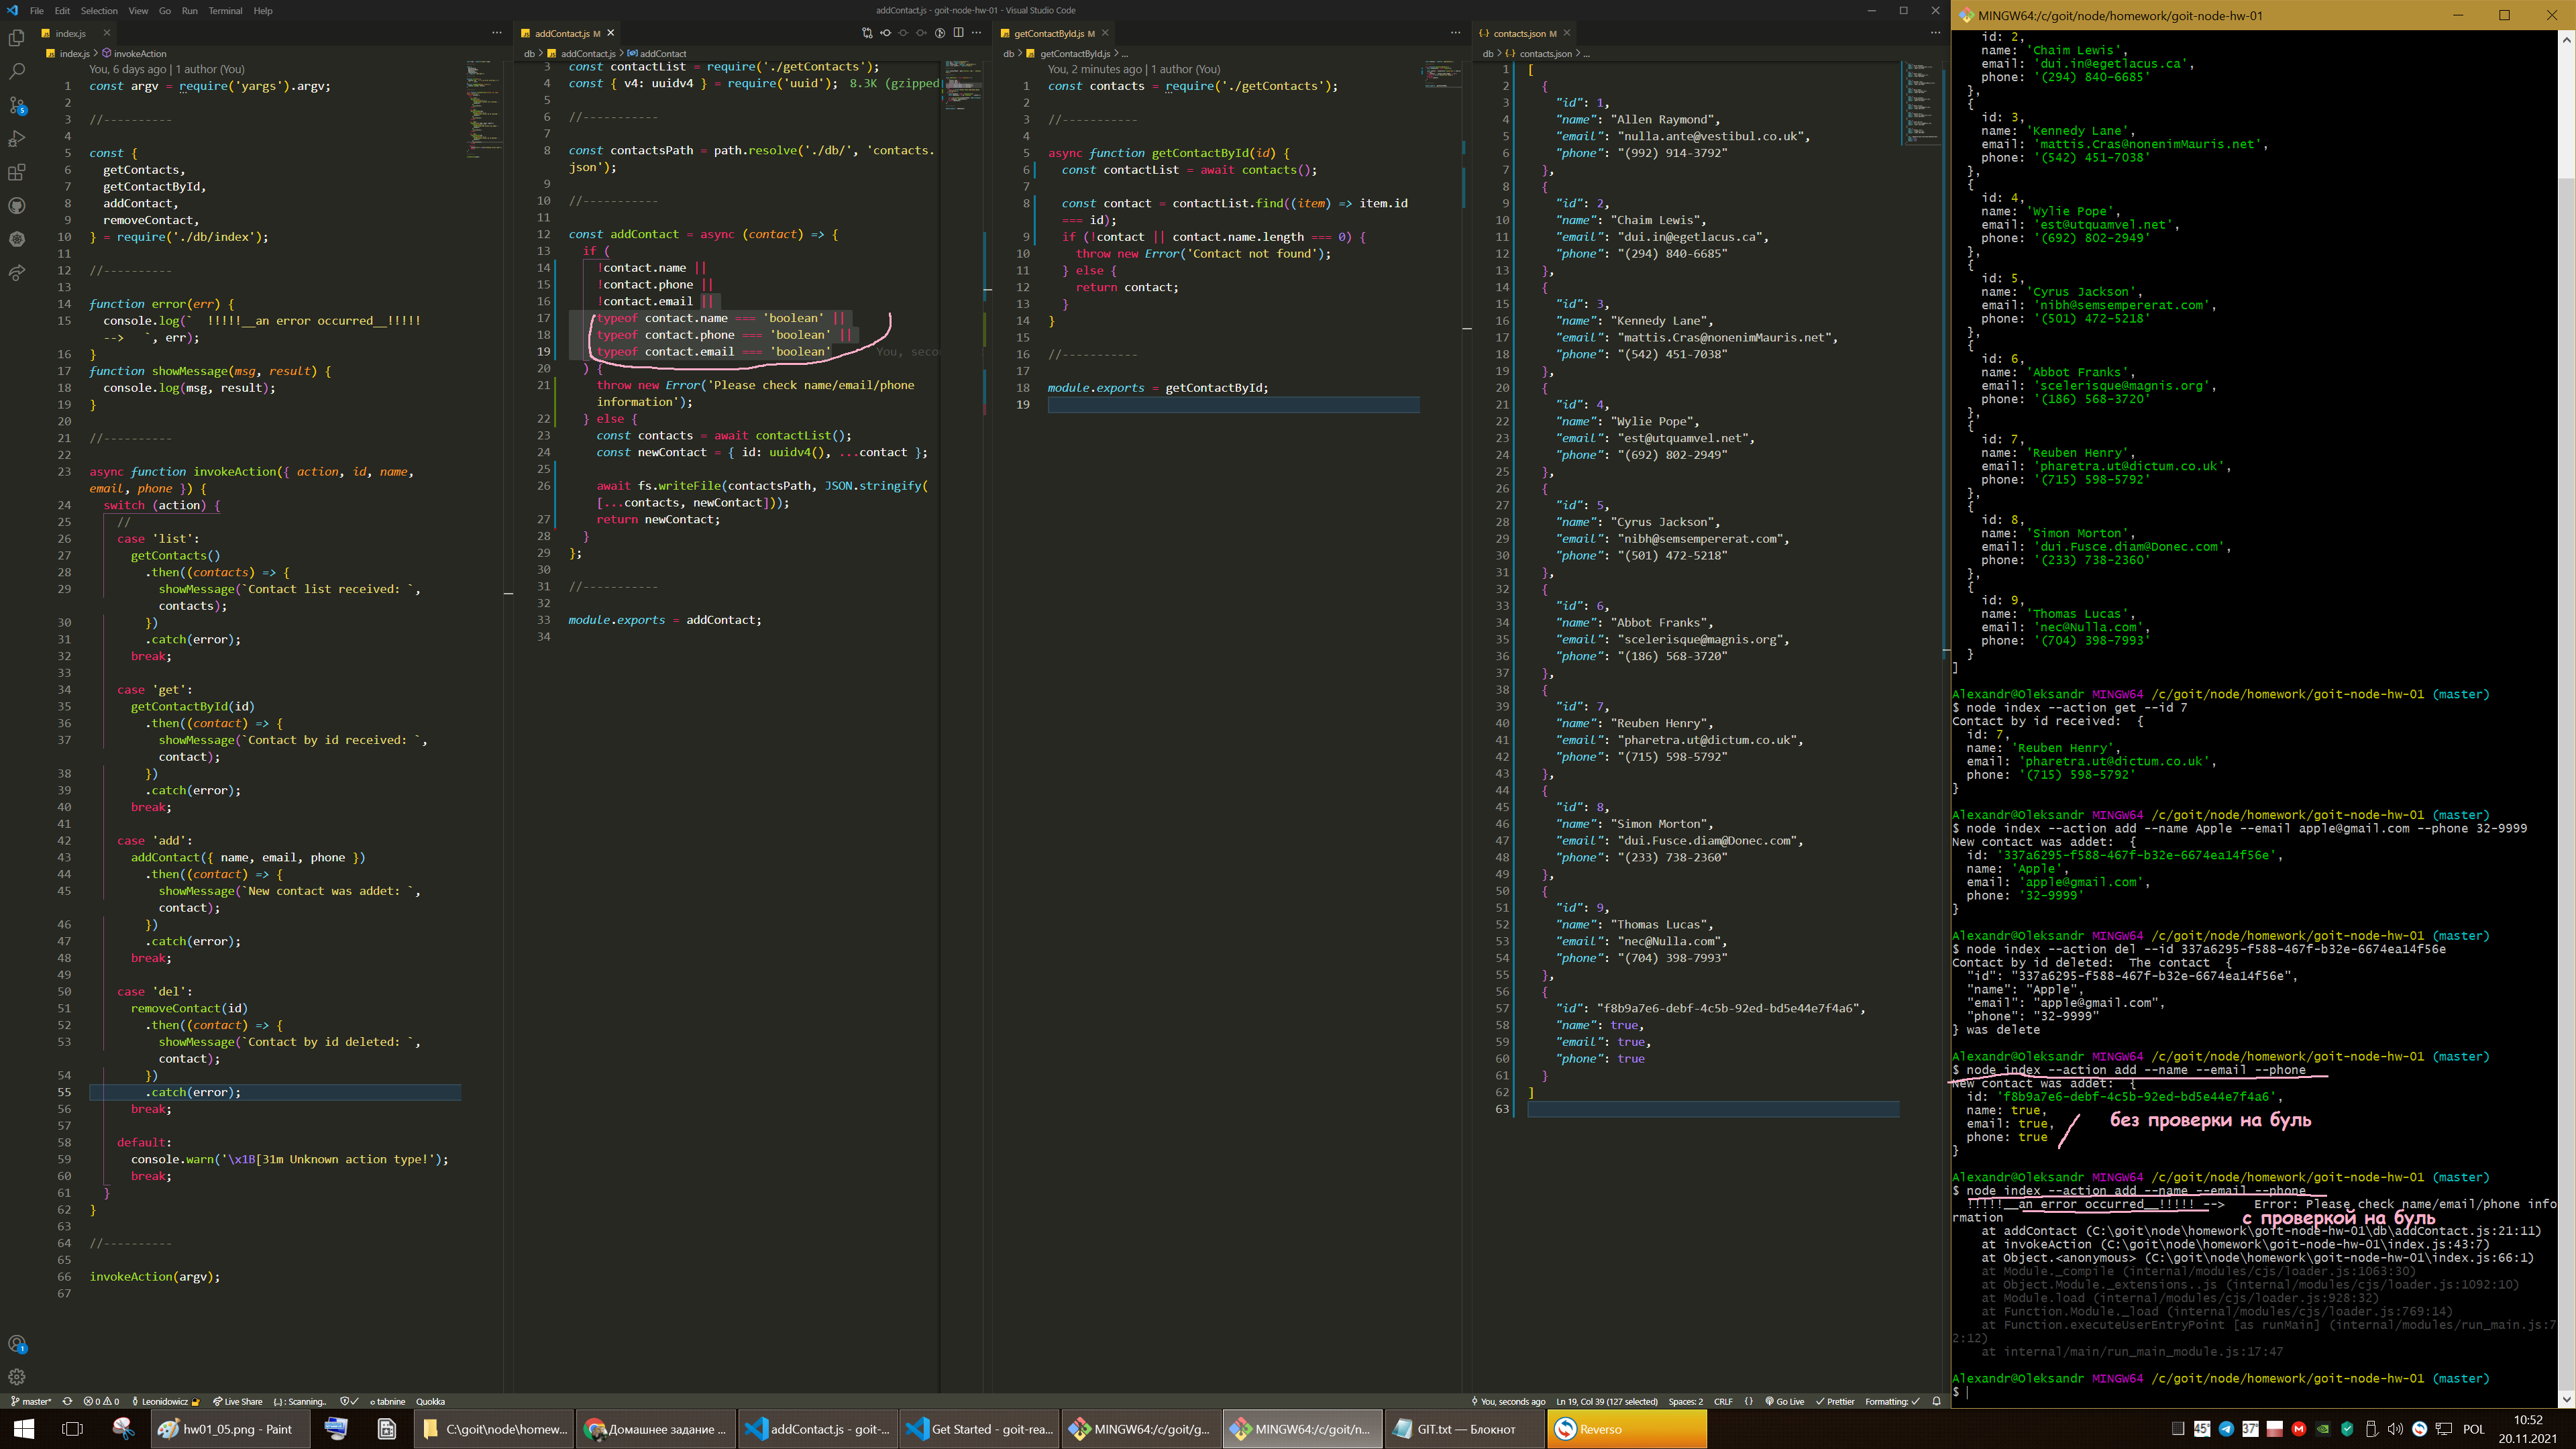 File Edit Selection View Go Run Terminal Help
addContact.js - goit-node-hw-01 - Visual Studio Code
index.js
index.js > invokeAction
You, 6 days ago | 1 author (You)
1 const argv = require('yargs').argv;
2
3 //----------
4
5 const {
6 getContacts,
7 getContactById,
8 addContact,
9 removeContact,
10 } = require('./db/index');
11
12 //----------
13
14 function error(err) {
15 console.log(`  !!!!!__an error occurred__!!!!!
-->   `, err);
16 }
17 function showMessage(msg, result) {
18 console.log(msg, result);
19 }
20
21 //----------
22
23 async function invokeAction({ action, id, name,
email, phone }) {
24 switch (action) {
25 //
26 case 'list':
27 getContacts()
28 .then((contacts) => {
29 showMessage(`Contact list received: `,
contacts);
30 })
31 .catch(error);
32 break;
33
34 case 'get':
35 getContactById(id)
36 .then((contact) => {
37 showMessage(`Contact by id received: `,
contact);
38 })
39 .catch(error);
40 break;
41
42 case 'add':
43 addContact({ name, email, phone })
44 .then((contact) => {
45 showMessage(`New contact was addet: `,
contact);
46 })
47 .catch(error);
48 break;
49
50 case 'del':
51 removeContact(id)
52 .then((contact) => {
53 showMessage(`Contact by id deleted: `,
contact);
54 })
55 .catch(error);
56 break;
57
58 default:
59 console.warn('\x1B[31m Unknown action type!');
60 break;
61 }
62 }
63
64 //----------
65
66 invokeAction(argv);
67
addContact.js M
db > addContact.js > addContact
3 const contactList = require('./getContacts');
4 const { v4: uuidv4 } = require('uuid'); 8.3K (gzipped
5
6 //-----------
7
8 const contactsPath = path.resolve('./db/', 'contacts.
json');
9
10 //-----------
11
12 const addContact = async (contact) => {
13 if (
14 !contact.name ||
15 !contact.phone ||
16 !contact.email ||
17 typeof contact.name === 'boolean' ||
18 typeof contact.phone === 'boolean' ||
19 typeof contact.email === 'boolean' You, seco
20 ) {
21 throw new Error('Please check name/email/phone
information');
22 } else {
23 const contacts = await contactList();
24 const newContact = { id: uuidv4(), ...contact };
25
26 await fs.writeFile(contactsPath, JSON.stringify(
[...contacts, newContact]));
27 return newContact;
28 }
29 };
30
31 //-----------
32
33 module.exports = addContact;
34
getContactById.js M
db > getContactById.js > ...
You, 2 minutes ago | 1 author (You)
1 const contacts = require('./getContacts');
2
3 //-----------
4
5 async function getContactById(id) {
6 const contactList = await contacts();
7
8 const contact = contactList.find((item) => item.id
=== id);
9 if (!contact || contact.name.length === 0) {
10 throw new Error('Contact not found');
11 } else {
12 return contact;
13 }
14 }
15
16 //-----------
17
18 module.exports = getContactById;
19
contacts.json M
db > contacts.json > ...
1 [
2 {
3 "id": 1,
4 "name": "Allen Raymond",
5 "email": "nulla.ante@vestibul.co.uk",
6 "phone": "(992) 914-3792"
7 },
8 {
9 "id": 2,
10 "name": "Chaim Lewis",
11 "email": "dui.in@egetlacus.ca",
12 "phone": "(294) 840-6685"
13 },
14 {
15 "id": 3,
16 "name": "Kennedy Lane",
17 "email": "mattis.Cras@nonenimMauris.net",
18 "phone": "(542) 451-7038"
19 },
20 {
21 "id": 4,
22 "name": "Wylie Pope",
23 "email": "est@utquamvel.net",
24 "phone": "(692) 802-2949"
25 },
26 {
27 "id": 5,
28 "name": "Cyrus Jackson",
29 "email": "nibh@semsempererat.com",
30 "phone": "(501) 472-5218"
31 },
32 {
33 "id": 6,
34 "name": "Abbot Franks",
35 "email": "scelerisque@magnis.org",
36 "phone": "(186) 568-3720"
37 },
38 {
39 "id": 7,
40 "name": "Reuben Henry",
41 "email": "pharetra.ut@dictum.co.uk",
42 "phone": "(715) 598-5792"
43 },
44 {
45 "id": 8,
46 "name": "Simon Morton",
47 "email": "dui.Fusce.diam@Donec.com",
48 "phone": "(233) 738-2360"
49 },
50 {
51 "id": 9,
52 "name": "Thomas Lucas",
53 "email": "nec@Nulla.com",
54 "phone": "(704) 398-7993"
55 },
56 {
57 "id": "f8b9a7e6-debf-4c5b-92ed-bd5e44e7f4a6",
58 "name": true,
59 "email": true,
60 "phone": true
61 }
62 ]
63
MINGW64:/c/goit/node/homework/goit-node-hw-01
id: 2,
name: 'Chaim Lewis',
email: 'dui.in@egetlacus.ca',
phone: '(294) 840-6685'
},
{
id: 3,
name: 'Kennedy Lane',
email: 'mattis.Cras@nonenimMauris.net',
phone: '(542) 451-7038'
},
{
id: 4,
name: 'Wylie Pope',
email: 'est@utquamvel.net',
phone: '(692) 802-2949'
},
{
id: 5,
name: 'Cyrus Jackson',
email: 'nibh@semsempererat.com',
phone: '(501) 472-5218'
},
{
id: 6,
name: 'Abbot Franks',
email: 'scelerisque@magnis.org',
phone: '(186) 568-3720'
},
{
id: 7,
name: 'Reuben Henry',
email: 'pharetra.ut@dictum.co.uk',
phone: '(715) 598-5792'
},
{
id: 8,
name: 'Simon Morton',
email: 'dui.Fusce.diam@Donec.com',
phone: '(233) 738-2360'
},
{
id: 9,
name: 'Thomas Lucas',
email: 'nec@Nulla.com',
phone: '(704) 398-7993'
}
]
Alexandr@Oleksandr MINGW64 /c/goit/node/homework/goit-node-hw-01 (master)
$ node index --action get --id 7
Contact by id received:  {
id: 7,
name: 'Reuben Henry',
email: 'pharetra.ut@dictum.co.uk',
phone: '(715) 598-5792'
}
Alexandr@Oleksandr MINGW64 /c/goit/node/homework/goit-node-hw-01 (master)
$ node index --action add --name Apple --email apple@gmail.com --phone 32-9999
New contact was addet:  {
id: '337a6295-f588-467f-b32e-6674ea14f56e',
name: 'Apple',
email: 'apple@gmail.com',
phone: '32-9999'
}
Alexandr@Oleksandr MINGW64 /c/goit/node/homework/goit-node-hw-01 (master)
$ node index --action del --id 337a6295-f588-467f-b32e-6674ea14f56e
Contact by id deleted:  The contact  {
"id": "337a6295-f588-467f-b32e-6674ea14f56e",
"name": "Apple",
"email": "apple@gmail.com",
"phone": "32-9999"
} was delete
Alexandr@Oleksandr MINGW64 /c/goit/node/homework/goit-node-hw-01 (master)
$ node index --action add --name --email --phone
New contact was addet:  {
id: 'f8b9a7e6-debf-4c5b-92ed-bd5e44e7f4a6',
name: true,
email: true,
phone: true
}
без проверки на буль
Alexandr@Oleksandr MINGW64 /c/goit/node/homework/goit-node-hw-01 (master)
$ node index --action add --name --email --phone
!!!!!__an error occurred__!!!!! -->    Error: Please check name/email/phone info
rmation
с проверкой на буль
at addContact (C:\goit\node\homework\goit-node-hw-01\db\addContact.js:21:11)
at invokeAction (C:\goit\node\homework\goit-node-hw-01\index.js:43:7)
at Object.<anonymous> (C:\goit\node\homework\goit-node-hw-01\index.js:66:1)
at Module._compile (internal/modules/cjs/loader.js:1063:30)
at Object.Module._extensions..js (internal/modules/cjs/loader.js:1092:10)
at Module.load (internal/modules/cjs/loader.js:928:32)
at Function.Module._load (internal/modules/cjs/loader.js:769:14)
at Function.executeUserEntryPoint [as runMain] (internal/modules/run_main.js:7
2:12)
at internal/main/run_main_module.js:17:47
Alexandr@Oleksandr MINGW64 /c/goit/node/homework/goit-node-hw-01 (master)
$
master* 0 0 Leonidowicz Live Share {..} : Scanning.. tabnine Quokka
You, seconds ago Ln 19, Col 39 (127 selected) Spaces: 2 CRLF {} Go Live Prettier Formatting:
hw01_05.png - Paint
C:\goit\node\homew...
Домашнее задание ...
addContact.js - goit-...
Get Started - goit-rea...
MINGW64:/c/goit/g...
MINGW64:/c/goit/n...
GIT.txt — Блокнот
Reverso
45° 37° POL
10:52
20.11.2021